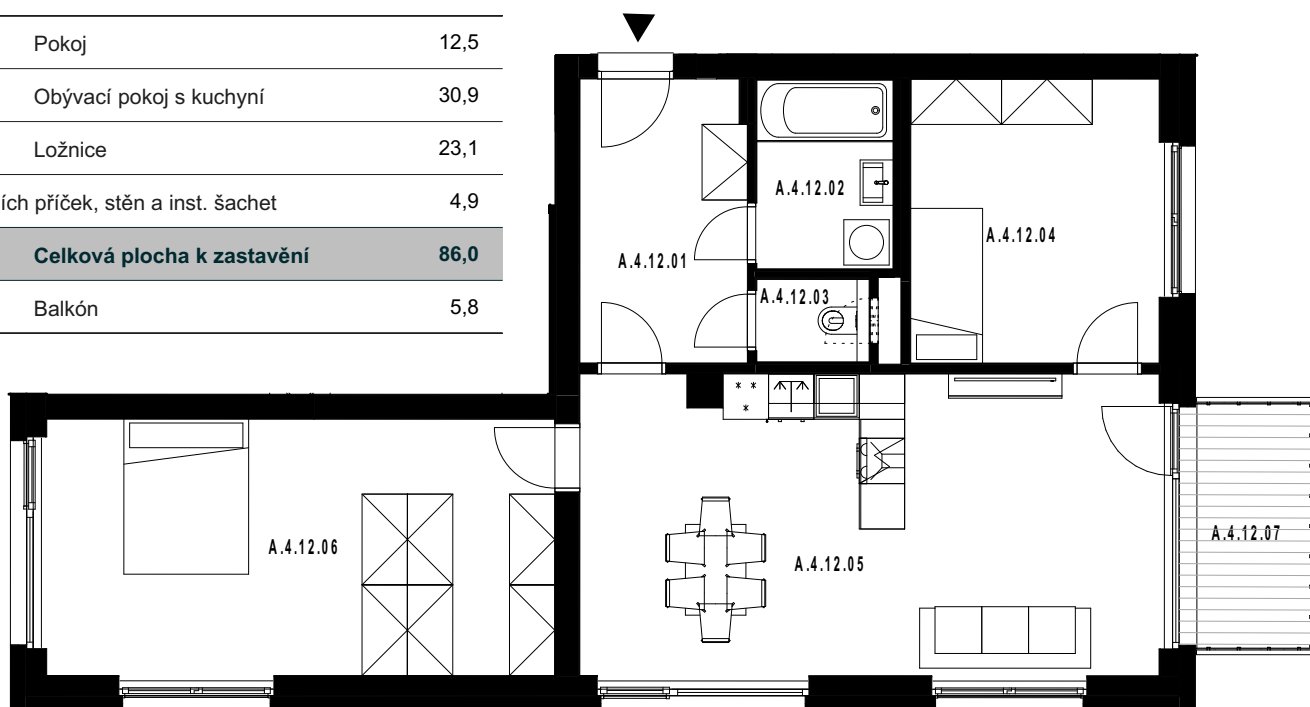 Pokoj 12,5
Obývací pokoj s kuchyní 30,9
Ložnice 23,1
ích příček, stěn a inst. šachet 4,9
Celková plocha k zastavění 86,0
Balkón 5,8
A.4.12.01
A.4.12.02
A.4.12.03
A.4.12.04
A.4.12.05
A.4.12.06
A.4.12.07